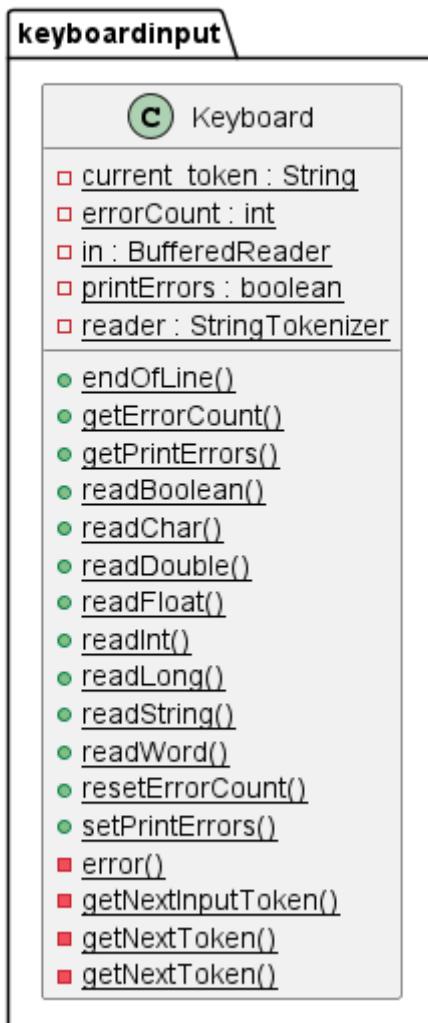 keyboardinput
C Keyboard
current_token : String
errorCount : int
in : BufferedReader
printErrors : boolean
reader : StringTokenizer
endOfLine()
getErrorCount()
getPrintErrors()
readBoolean()
readChar()
readDouble()
readFloat()
readInt()
readLong()
readString()
readWord()
resetErrorCount()
setPrintErrors()
error()
getNextInputToken()
getNextToken()
getNextToken()